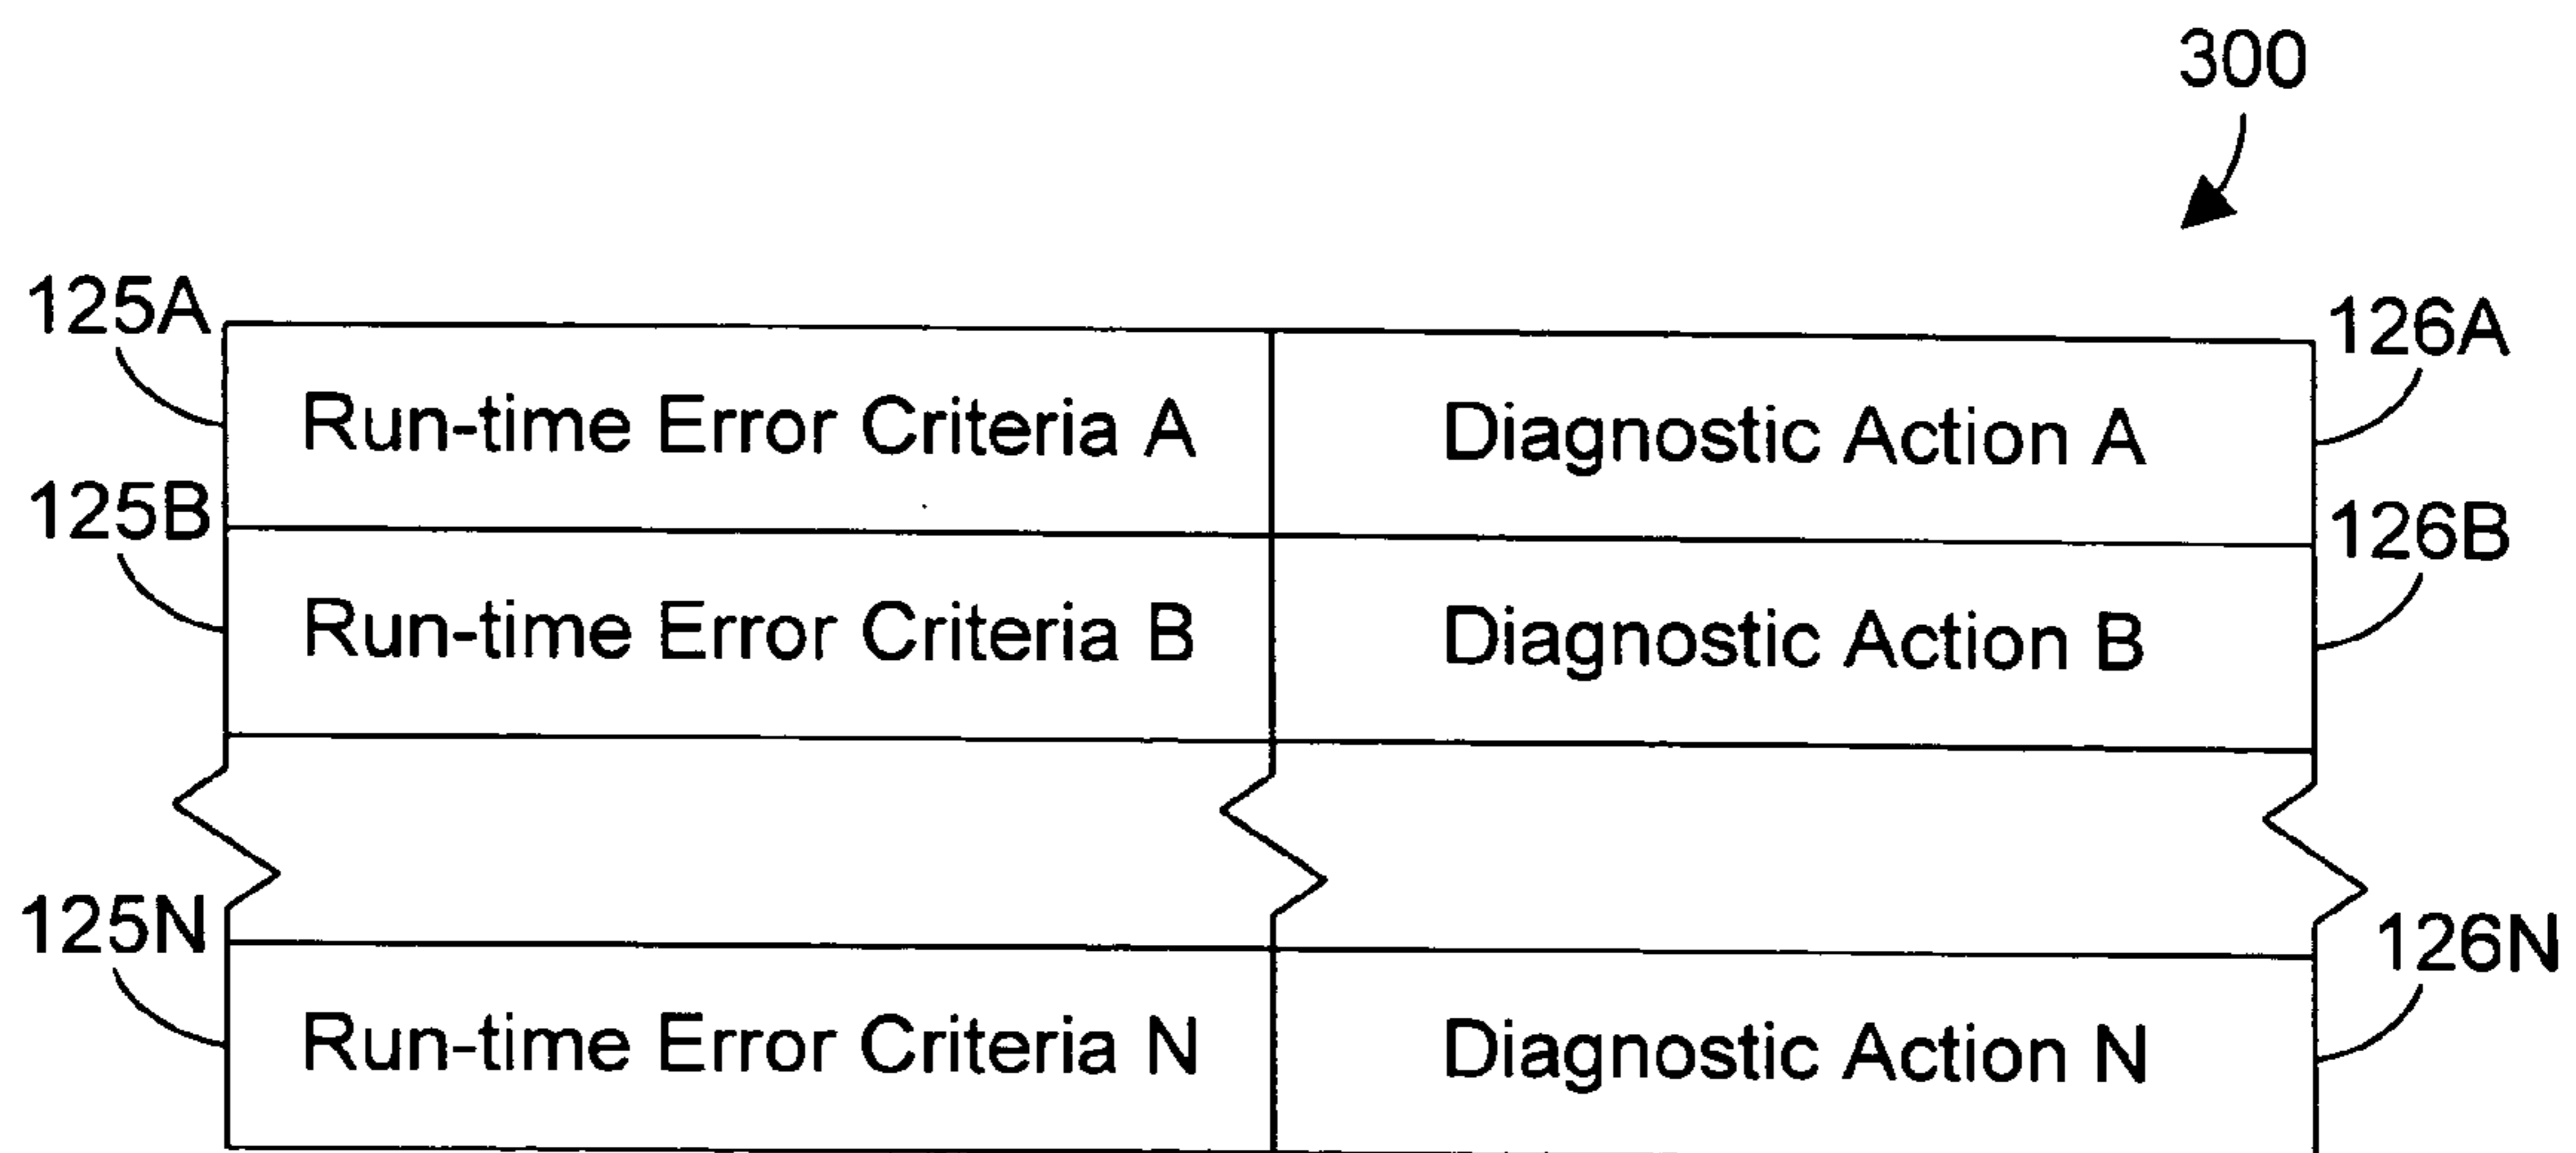 300
125A
Run-time Error Criteria A
Diagnostic Action A
126A
125B
Run-time Error Criteria B
Diagnostic Action B
126B
125N
Run-time Error Criteria N
Diagnostic Action N
126N